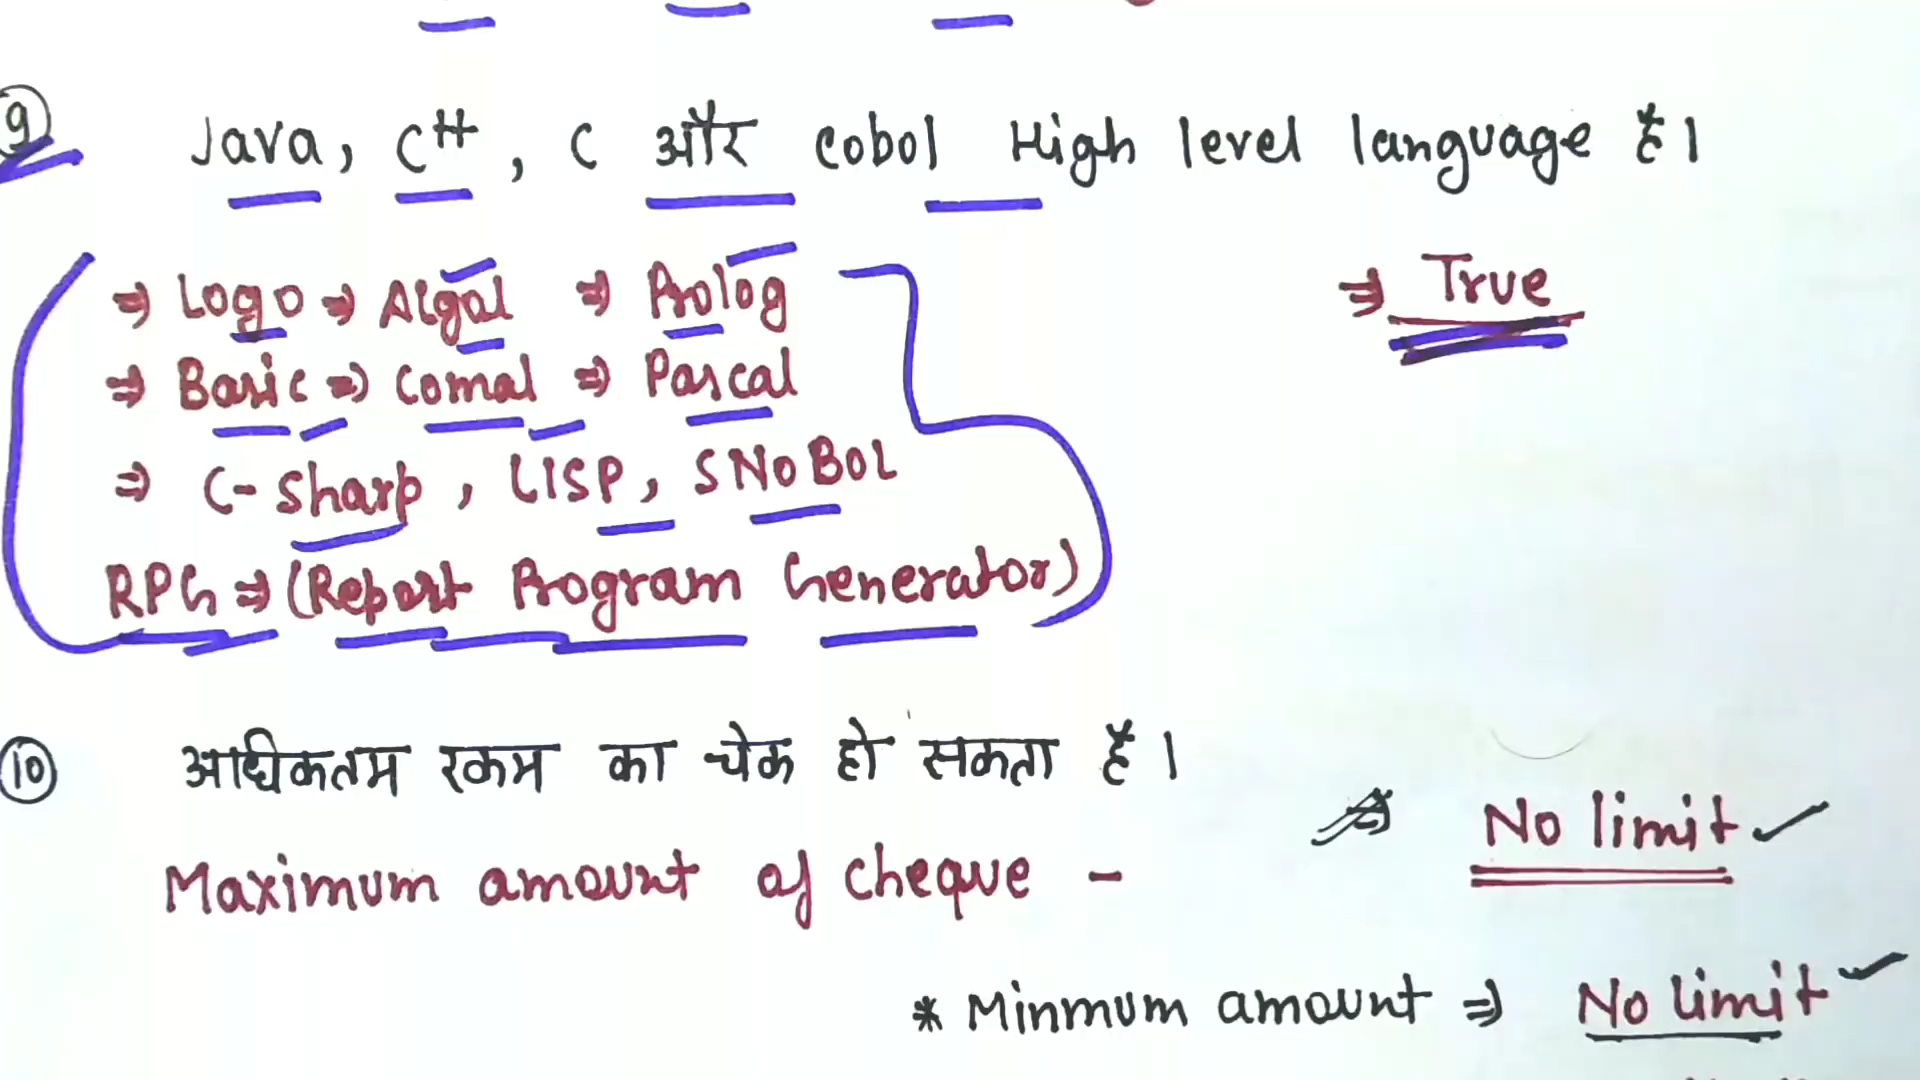 9 Java, C++, C और Cobol High level language है।
⇒ Logo ⇒ Algol ⇒ Prolog
⇒ True
⇒ Basic ⇒ Comal ⇒ Pascal
⇒ C-Sharp, LISP, SNOBOL
RPG ⇒ (Report Program Generator)
10 अधिकतम रकम का चेक हो सकता है।
No limit ✓
Maximum amount of cheque -
* Minmum amount ⇒ No limit ✓